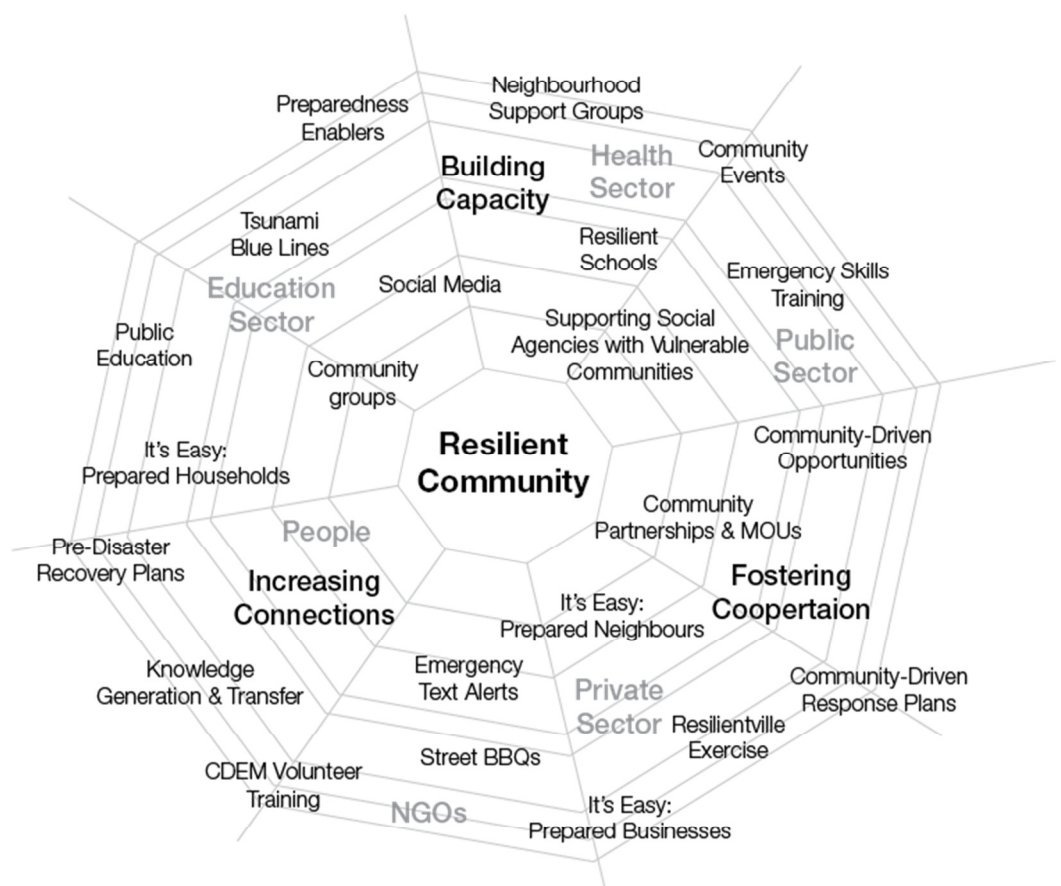 Neighbourhood
Support Groups
Preparedness
Enablers
Building
Capacity
Health
Sector
Community
Events
Tsunami
Blue Lines
Resilient
Schools
Education
Sector
Social Media
Emergency Skills
Training
Public
Education
Supporting Social
Agencies with Vulnerable
Communities
Public
Sector
Community
groups
It's Easy:
Prepared Households
Resilient
Community
Community-Driven
Opportunities
People
Community
Partnerships & MOUs
Pre-Disaster
Recovery Plans
Increasing
Connections
Fostering
Coopertaion
It's Easy:
Prepared Neighbours
Knowledge
Generation & Transfer
Emergency
Text Alerts
Private
Sector
Community-Driven
Response Plans
Resilientville
Exercise
Street BBQs
CDEM Volunteer
Training
NGOs
It's Easy:
Prepared Businesses